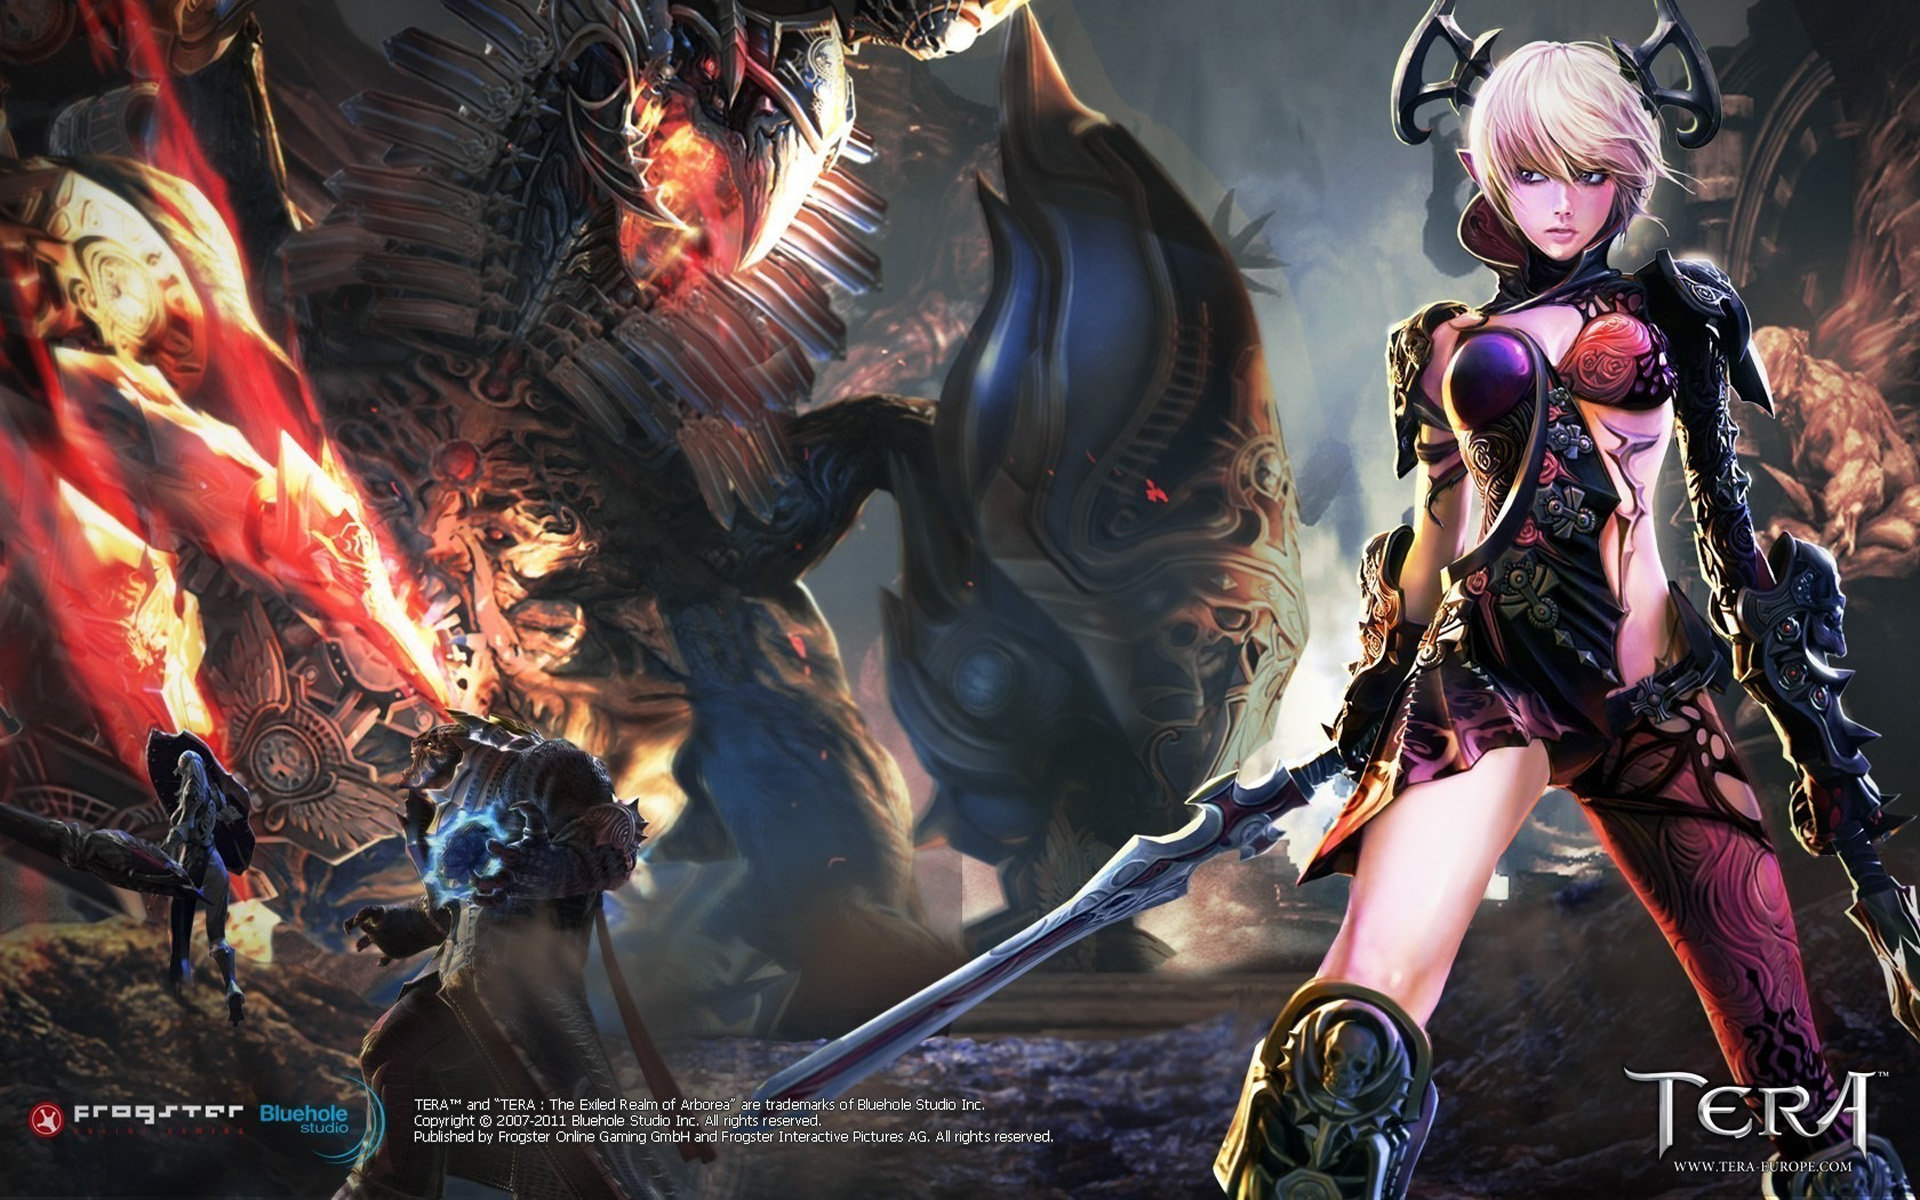 FROGSTER
ONLINE GAMING
Bluehole
studio
TERA™ and “TERA : The Exiled Realm of Arborea” are trademarks of Bluehole Studio Inc.
Copyright © 2007-2011 Bluehole Studio Inc. All rights reserved.
Published by Frogster Online Gaming GmbH and Frogster Interactive Pictures AG. All rights reserved.
TERA™
WWW.TERA-EUROPE.COM